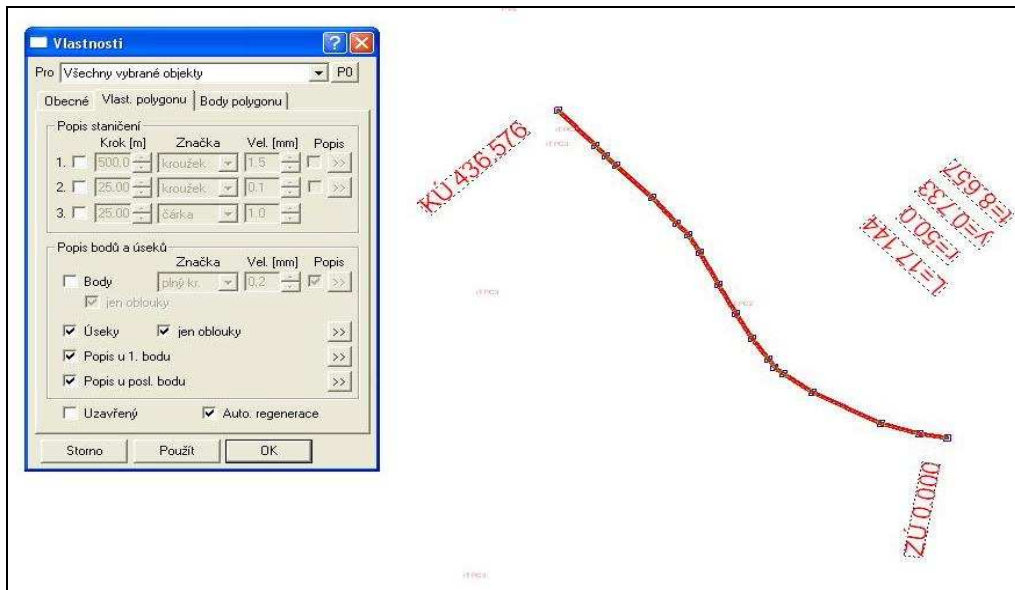 Vlastnosti
Pro Všechny vybrané objekty P0
Obecné Vlast. polygonu Body polygonu
Popis staničení
Krok [m] Značka Vel. [mm] Popis
1. 500.0 kroužek 1.5 >>
2. 25.00 kroužek 0.1 >>
3. 25.00 čárka 1.0
Popis bodů a úseků
Značka Vel. [mm] Popis
Body plný kr. 0.2 >>
jen oblouky
Úseky jen oblouky >>
Popis u 1. bodu >>
Popis u posl. bodu >>
Uzavřený Auto. regenerace
Storno Použít OK
KÚ 436.576
t=8.657
y=0.733
r=50.0
L=17.144
ZÚ 0.000